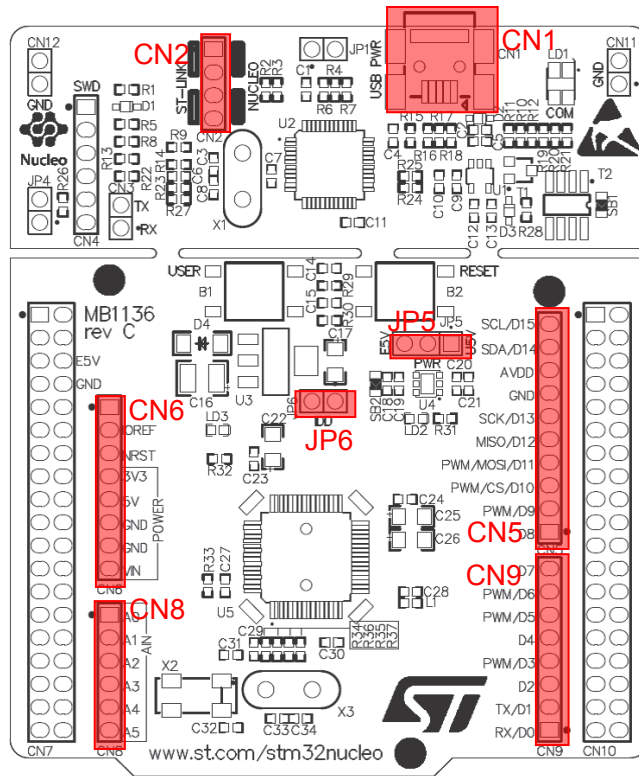 CN12
CN2
CN1
JP1
USB PWR
CN1
LD1
CN11
SWD
ST-LINK
NUCLEO
R2
R3
C1
R4
R6
R7
COM
GND
GND
R1
D1
R5
R8
R13
R22
Nucleo
R9
R14
R23
R27
C3
C6
C8
CN2
U2
C7
X1
C11
R15
R17
C4
R16
R18
D2
C2
C5
R11
R10
R12
R19
R20
R21
R25
R24
C10
C9
U1
T1
T2
SB1
JP4
R26
CN4
CN3
TX
RX
C12
C13
D3
R28
USER
B1
C14
R29
C15
R30
B2
RESET
MB1136
rev C
E5V
GND
D4
C16
U3
C17
JP5
E5V
JP5
U5V
PWR
U4
SB2
C18
C19
C20
C21
LD2
R31
SCL/D15
SDA/D14
AVDD
GND
SCK/D13
MISO/D12
PWM/MOSI/D11
PWM/CS/D10
PWM/D9
D8
CN5
CN6
IOREF
NRST
3V3
5V
GND
GND
VIN
POWER
CN6
LD3
R32
C22
C23
JP6
IDD
JP6
C24
C25
C26
R33
C27
U5
C28
L1
CN9
D7
PWM/D6
PWM/D5
D4
PWM/D3
D2
TX/D1
RX/D0
CN9
CN10
CN8
A0
A1
A2
A3
A4
A5
AIN
CN8
CN7
C31
C29
C30
R34
R36
R35
R37
X2
X3
C32
C33
C34
ST
www.st.com/stm32nucleo